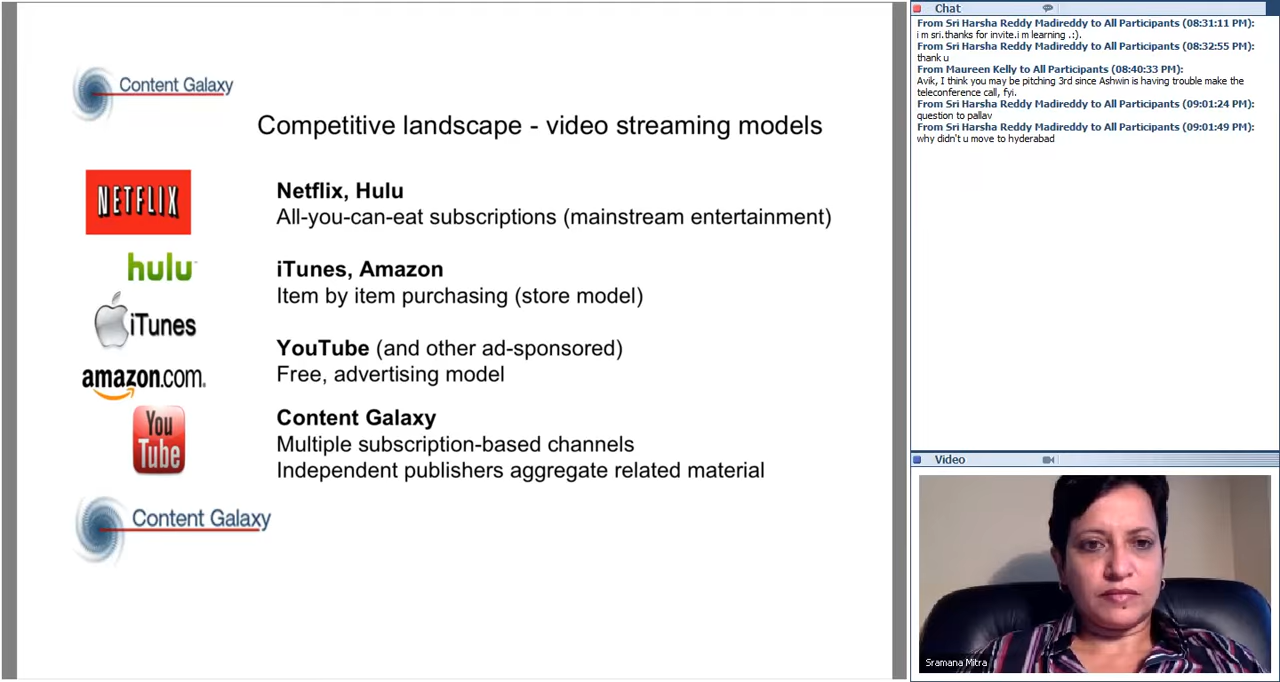 Content Galaxy
Competitive landscape - video streaming models
NETFLIX
Netflix, Hulu
All-you-can-eat subscriptions (mainstream entertainment)
hulu
iTunes, Amazon
Item by item purchasing (store model)
iTunes
YouTube (and other ad-sponsored)
Free, advertising model
amazon.com.
You
Tube
Content Galaxy
Multiple subscription-based channels
Independent publishers aggregate related material
Content Galaxy
Chat
From Sri Harsha Reddy Madireddy to All Participants (08:31:11 PM):
i m sri.thanks for invite.i m learning .:).
From Sri Harsha Reddy Madireddy to All Participants (08:32:55 PM):
thank u
From Maureen Kelly to All Participants (08:40:33 PM):
Avik, I think you may be pitching 3rd since Ashwin is having trouble make the
teleconference call, fyi.
From Sri Harsha Reddy Madireddy to All Participants (09:01:24 PM):
question to pallav
From Sri Harsha Reddy Madireddy to All Participants (09:01:49 PM):
why didn't u move to hyderabad
Video
Sramana Mitra